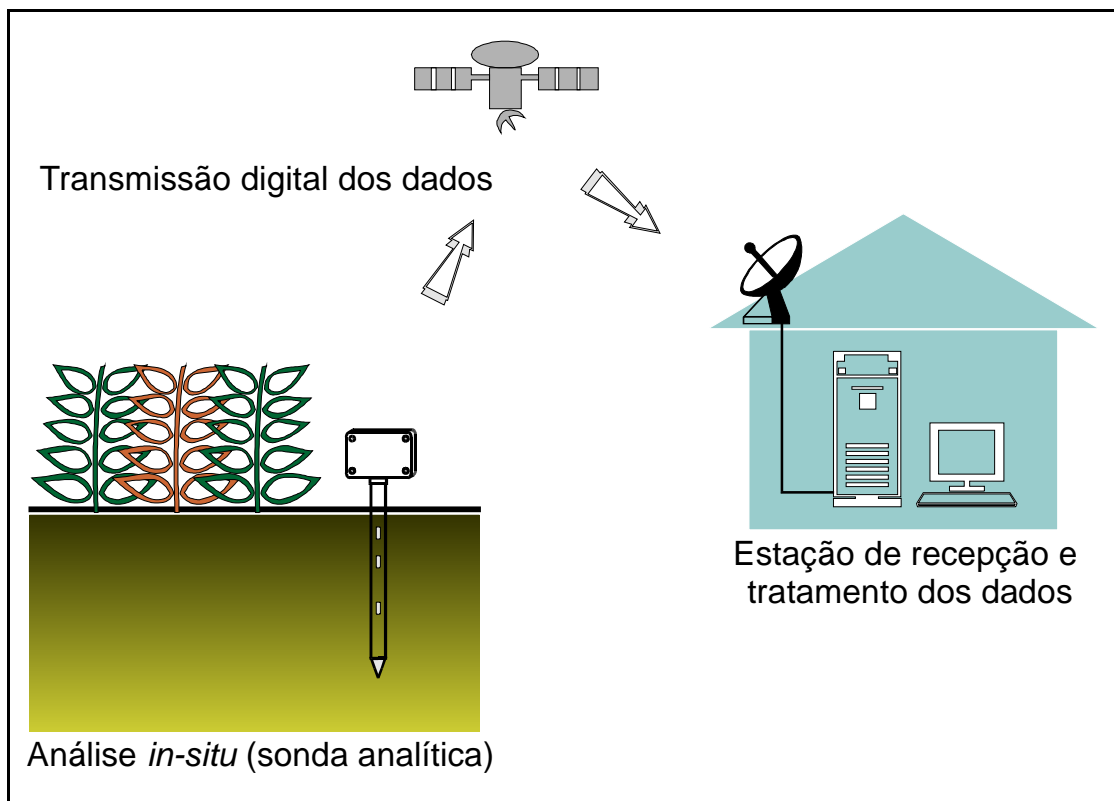 Transmissão digital dos dados
Estação de recepção e
tratamento dos dados
Análise in-situ (sonda analítica)